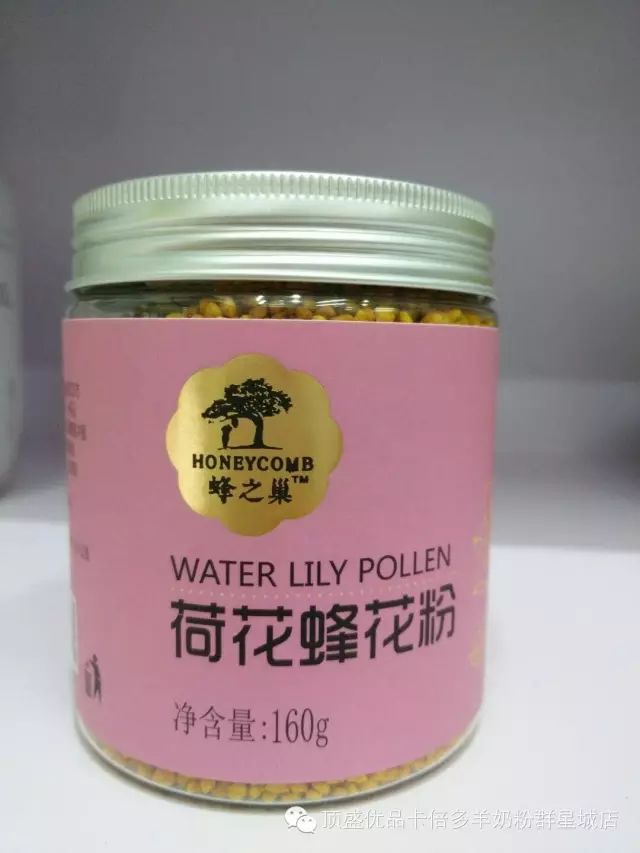 HONEYCOMB
蜂之巢™
WATER LILY POLLEN
荷花蜂花粉
净含量:160g
顶盛优品卡倍多羊奶粉群星城店